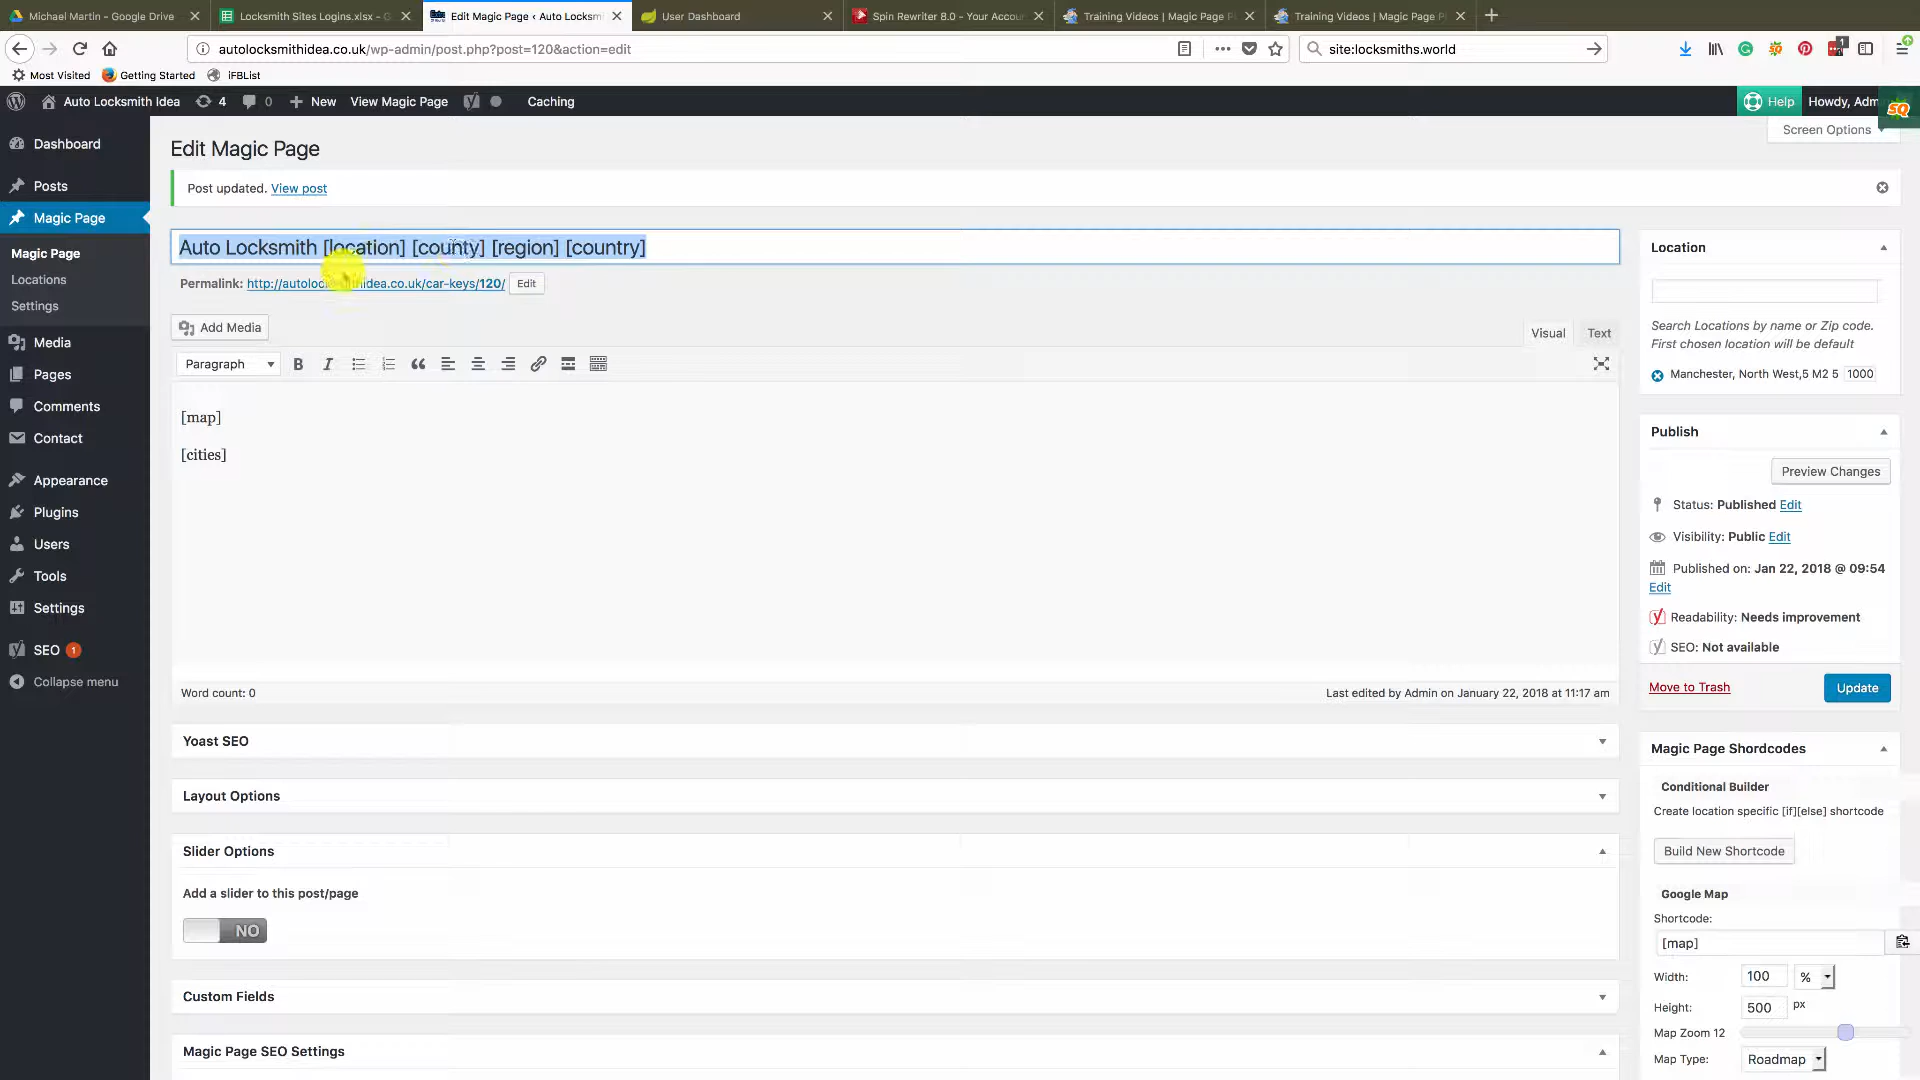 Michael Martin - Google Drive
Locksmith Sites Logins.xlsx - G
Edit Magic Page ‹ Auto Locksmi
User Dashboard
Spin Rewriter 8.0 - Your Accou
Training Videos | Magic Page P
Training Videos | Magic Page P
autolocksmithidea.co.uk/wp-admin/post.php?post=120&action=edit
site:locksmiths.world
1
Most Visited
Getting Started
iFBList
Auto Locksmith Idea
4
0
New
View Magic Page
Caching
Help
Howdy, Adm
SQ
Screen Options
Dashboard
Posts
Magic Page
Magic Page
Locations
Settings
Media
Pages
Comments
Contact
Appearance
Plugins
Users
Tools
Settings
SEO 1
Collapse menu
Edit Magic Page
Post updated. View post
Auto Locksmith [location] [county] [region] [country]
Permalink: http://autolocksmithidea.co.uk/car-keys/120/ Edit
Add Media
Visual
Text
Paragraph
B
I
[map]
[cities]
Word count: 0
Last edited by Admin on January 22, 2018 at 11:17 am
Yoast SEO
Layout Options
Slider Options
Add a slider to this post/page
NO
Custom Fields
Magic Page SEO Settings
Location
Search Locations by name or Zip code.
First chosen location will be default
Manchester, North West,5 M2 5 1000
Publish
Preview Changes
Status: Published Edit
Visibility: Public Edit
Published on: Jan 22, 2018 @ 09:54
Edit
Readability: Needs improvement
SEO: Not available
Move to Trash
Update
Magic Page Shordcodes
Conditional Builder
Create location specific [if][else] shortcode
Build New Shortcode
Google Map
Shortcode:
[map]
Width: 100 %
Height: 500 px
Map Zoom 12
Map Type: Roadmap